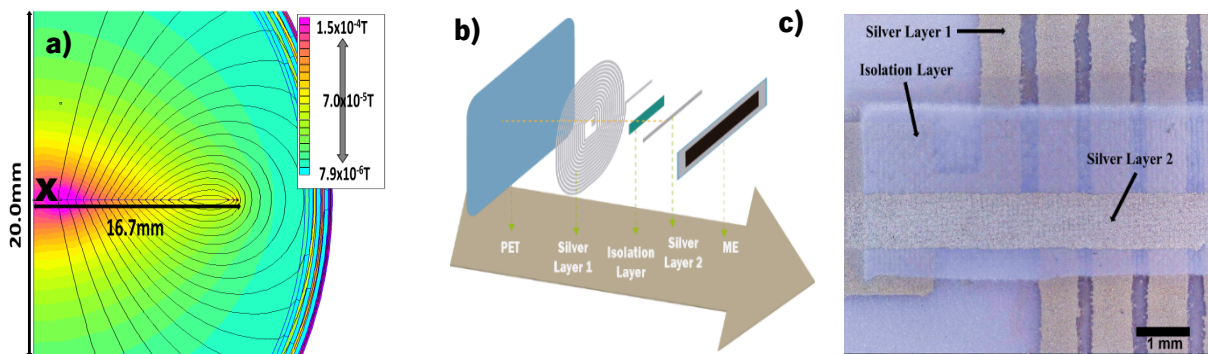 a)
1.5x10⁻⁴T
7.0x10⁻⁵T
7.9x10⁻⁶T
X
16.7mm
20.0mm
b)
PET
Silver
Layer 1
Isolation
Layer
Silver
Layer 2
ME
c)
Silver Layer 1
Isolation Layer
Silver Layer 2
1 mm